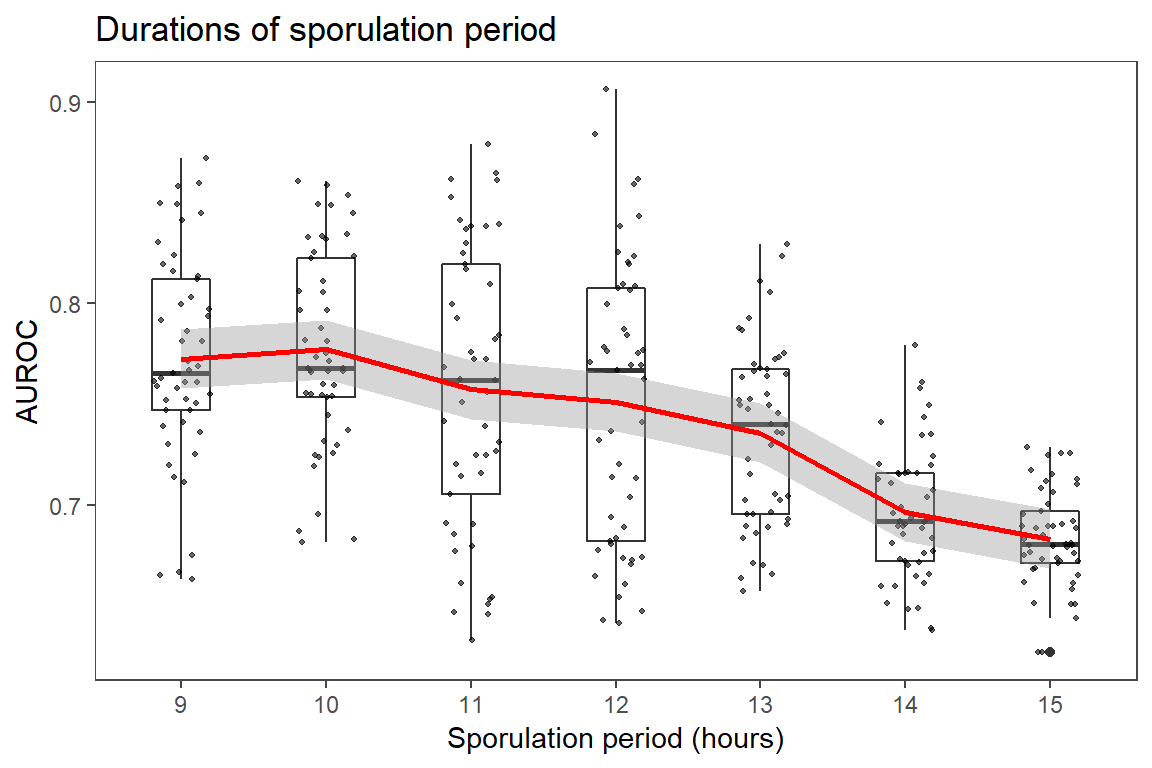 Durations of sporulation period
AUROC
0.9
0.8
0.7
9 10 11 12 13 14 15
Sporulation period (hours)